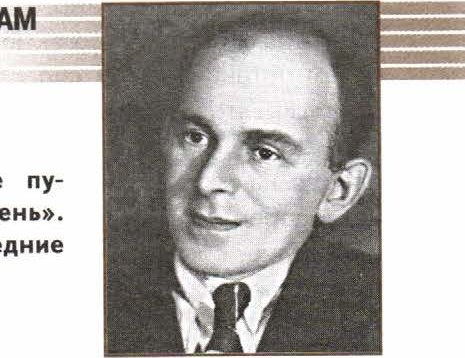 АМ
е пу-
ень».
едние